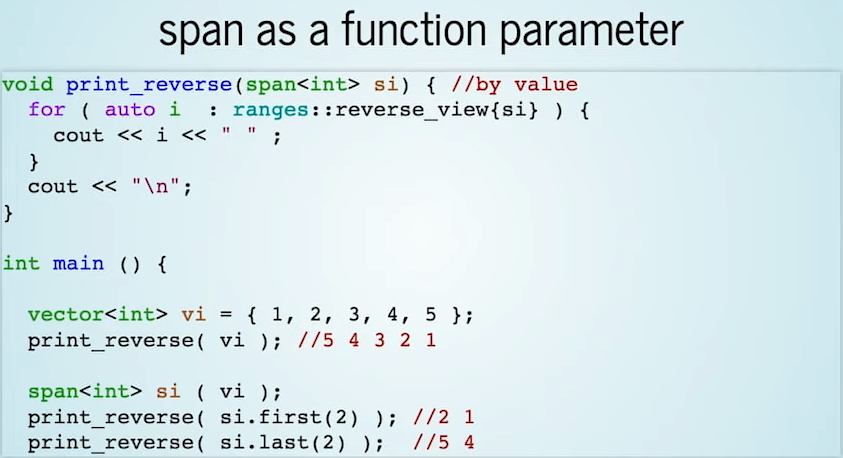 span as a function parameter
void print_reverse(span<int> si) { //by value
  for ( auto i  : ranges::reverse_view{si} ) {
    cout << i << " " ;
  }
  cout << "\n";
}
int main () {
  vector<int> vi = { 1, 2, 3, 4, 5 };
  print_reverse( vi ); //5 4 3 2 1
  span<int> si ( vi );
  print_reverse( si.first(2) ); //2 1
  print_reverse( si.last(2) );  //5 4